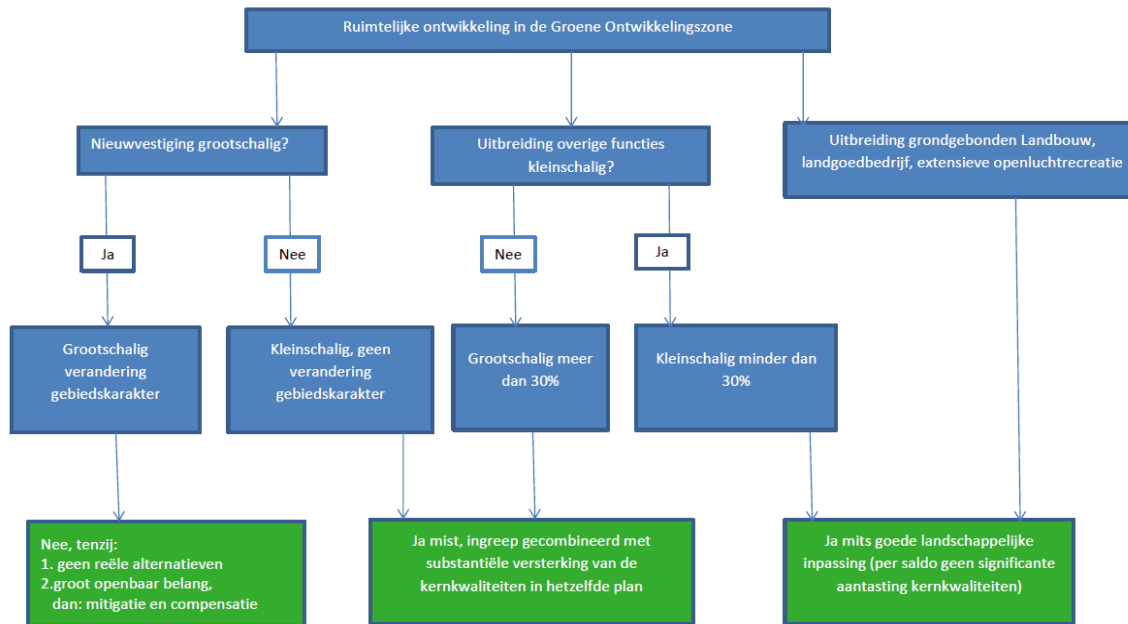 Ruimtelijke ontwikkeling in de Groene Ontwikkelingszone
Nieuwvestiging grootschalig?
Uitbreiding overige functies
kleinschalig?
Uitbreiding grondgebonden Landbouw,
landgoedbedrijf, extensieve openluchtrecreatie
Ja
Nee
Nee
Ja
Grootschalig
verandering
gebiedskarakter
Kleinschalig, geen
verandering
gebiedskarakter
Grootschalig meer
dan 30%
Kleinschalig minder dan
30%
Nee, tenzij:
1. geen reële alternatieven
2.groot openbaar belang,
dan: mitigatie en compensatie
Ja mist, ingreep gecombineerd met
substantiële versterking van de
kernkwaliteiten in hetzelfde plan
Ja mits goede landschappelijke
inpassing (per saldo geen significante
aantasting kernkwaliteiten)